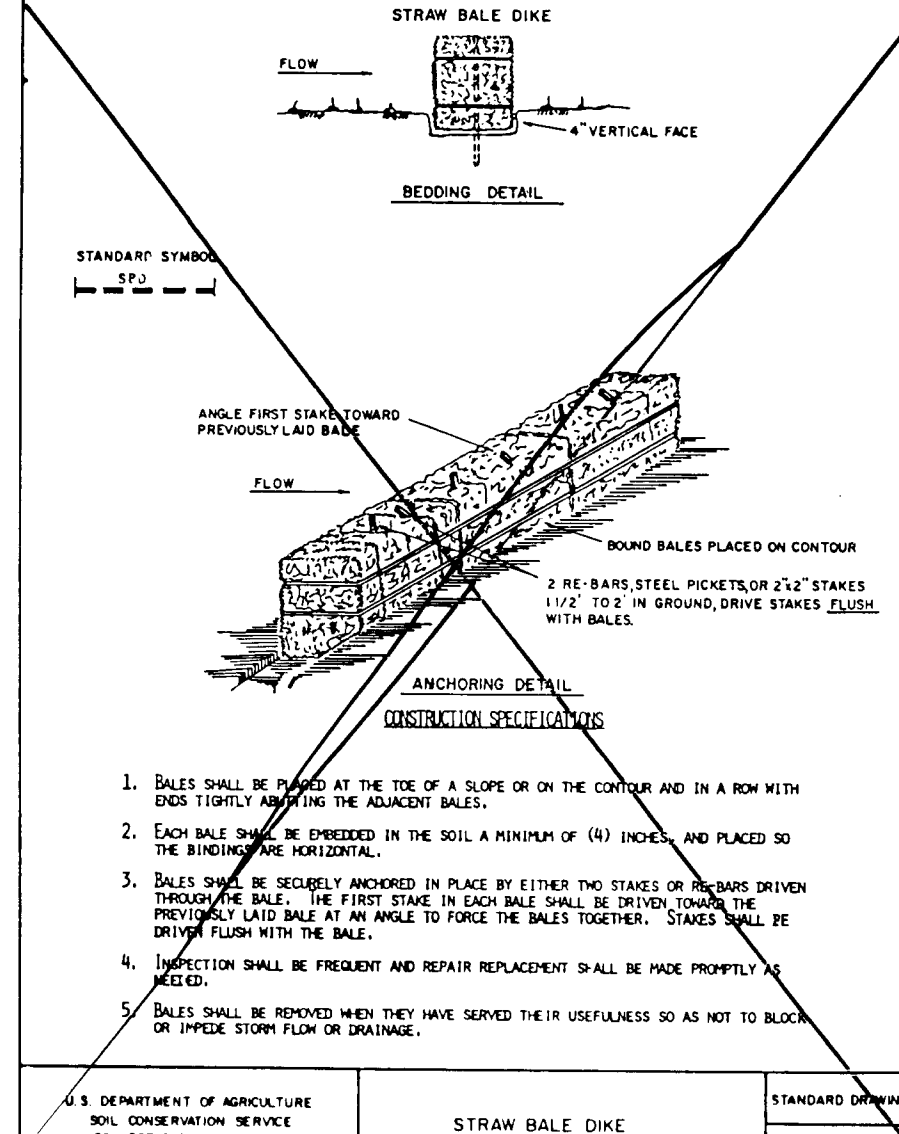 STRAW BALE DIKE
FLOW
4" VERTICAL FACE
BEDDING DETAIL
STANDARD SYMBOL
ANGLE FIRST STAKE TOWARD
PREVIOUSLY LAID BALE
FLOW
BOUND BALES PLACED ON CONTOUR
2 RE-BARS, STEEL PICKETS, OR 2"x2" STAKES
1 1/2' TO 2' IN GROUND, DRIVE STAKES FLUSH
WITH BALES.
ANCHORING DETAIL
CONSTRUCTION SPECIFICATIONS
1. BALES SHALL BE PLACED AT THE TOE OF A SLOPE OR ON THE CONTOUR AND IN A ROW WITH
ENDS TIGHTLY ABUTTING THE ADJACENT BALES.
2. EACH BALE SHALL BE EMBEDDED IN THE SOIL A MINIMUM OF (4) INCHES, AND PLACED SO
THE BINDINGS ARE HORIZONTAL.
3. BALES SHALL BE SECURELY ANCHORED IN PLACE BY EITHER TWO STAKES OR RE-BARS DRIVEN
THROUGH THE BALE. THE FIRST STAKE IN EACH BALE SHALL BE DRIVEN TOWARD THE
PREVIOUSLY LAID BALE AT AN ANGLE TO FORCE THE BALES TOGETHER. STAKES SHALL BE
DRIVEN FLUSH WITH THE BALE.
4. INSPECTION SHALL BE FREQUENT AND REPAIR REPLACEMENT SHALL BE MADE PROMPTLY AS
NEEDED.
5. BALES SHALL BE REMOVED WHEN THEY HAVE SERVED THEIR USEFULNESS SO AS NOT TO BLOCK
OR IMPEDE STORM FLOW OR DRAINAGE.
U.S. DEPARTMENT OF AGRICULTURE
SOIL CONSERVATION SERVICE
STRAW BALE DIKE
STANDARD DRAWIN